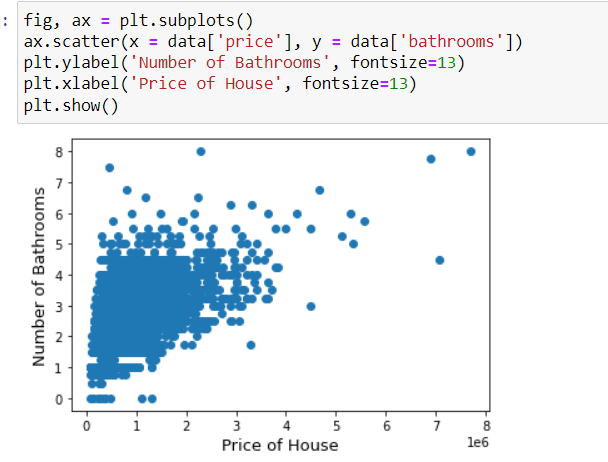 : fig, ax = plt.subplots()
ax.scatter(x = data['price'], y = data['bathrooms'])
plt.ylabel('Number of Bathrooms', fontsize=13)
plt.xlabel('Price of House', fontsize=13)
plt.show()
Number of Bathrooms
8
7
6
5
4
3
2
1
0
0 1 2 3 4 5 6 7 8
1e6
Price of House